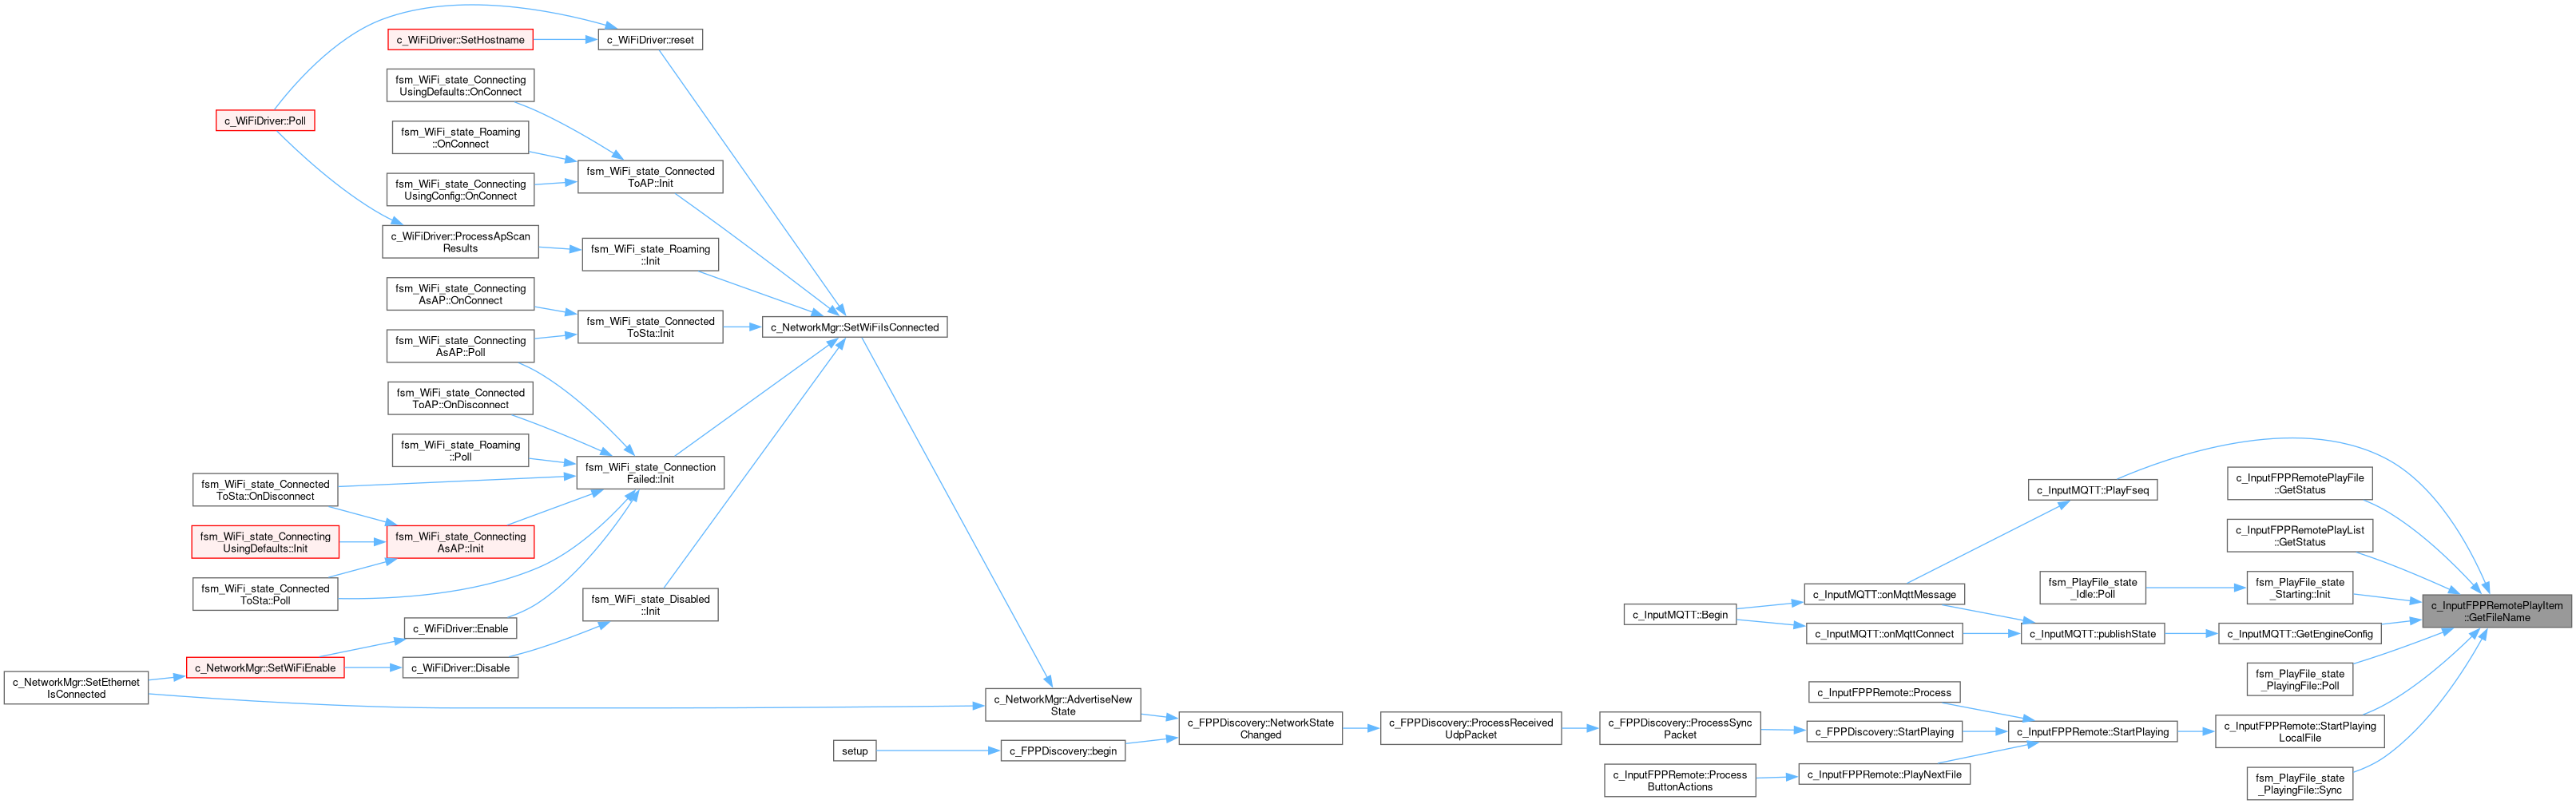 c_WiFiDriver::SetHostname
c_WiFiDriver::reset
fsm_WiFi_state_Connecting
UsingDefaults::OnConnect
c_WiFiDriver::Poll
fsm_WiFi_state_Roaming
::OnConnect
fsm_WiFi_state_Connected
ToAP::Init
fsm_WiFi_state_Connecting
UsingConfig::OnConnect
c_WiFiDriver::ProcessApScan
Results
fsm_WiFi_state_Roaming
::Init
fsm_WiFi_state_Connecting
AsAP::OnConnect
fsm_WiFi_state_Connected
ToSta::Init
c_NetworkMgr::SetWiFiIsConnected
fsm_WiFi_state_Connecting
AsAP::Poll
fsm_WiFi_state_Connected
ToAP::OnDisconnect
fsm_WiFi_state_Roaming
::Poll
fsm_WiFi_state_Connection
Failed::Init
fsm_WiFi_state_Connected
ToSta::OnDisconnect
fsm_WiFi_state_Connecting
UsingDefaults::Init
fsm_WiFi_state_Connecting
AsAP::Init
fsm_WiFi_state_Connected
ToSta::Poll
fsm_WiFi_state_Disabled
::Init
c_WiFiDriver::Enable
c_NetworkMgr::SetWiFiEnable
c_WiFiDriver::Disable
c_NetworkMgr::SetEthernet
IsConnected
c_NetworkMgr::AdvertiseNew
State
setup
c_FPPDiscovery::begin
c_FPPDiscovery::NetworkState
Changed
c_FPPDiscovery::ProcessReceived
UdpPacket
c_FPPDiscovery::ProcessSync
Packet
c_InputMQTT::PlayFseq
c_InputFPPRemotePlayFile
::GetStatus
c_InputFPPRemotePlayList
::GetStatus
fsm_PlayFile_state
_Idle::Poll
fsm_PlayFile_state
_Starting::Init
c_InputMQTT::onMqttMessage
c_InputMQTT::Begin
c_InputMQTT::onMqttConnect
c_InputMQTT::publishState
c_InputMQTT::GetEngineConfig
c_InputFPPRemotePlayItem
::GetFileName
fsm_PlayFile_state
_PlayingFile::Poll
c_InputFPPRemote::Process
c_FPPDiscovery::StartPlaying
c_InputFPPRemote::StartPlaying
c_InputFPPRemote::StartPlaying
LocalFile
c_InputFPPRemote::Process
ButtonActions
c_InputFPPRemote::PlayNextFile
fsm_PlayFile_state
_PlayingFile::Sync